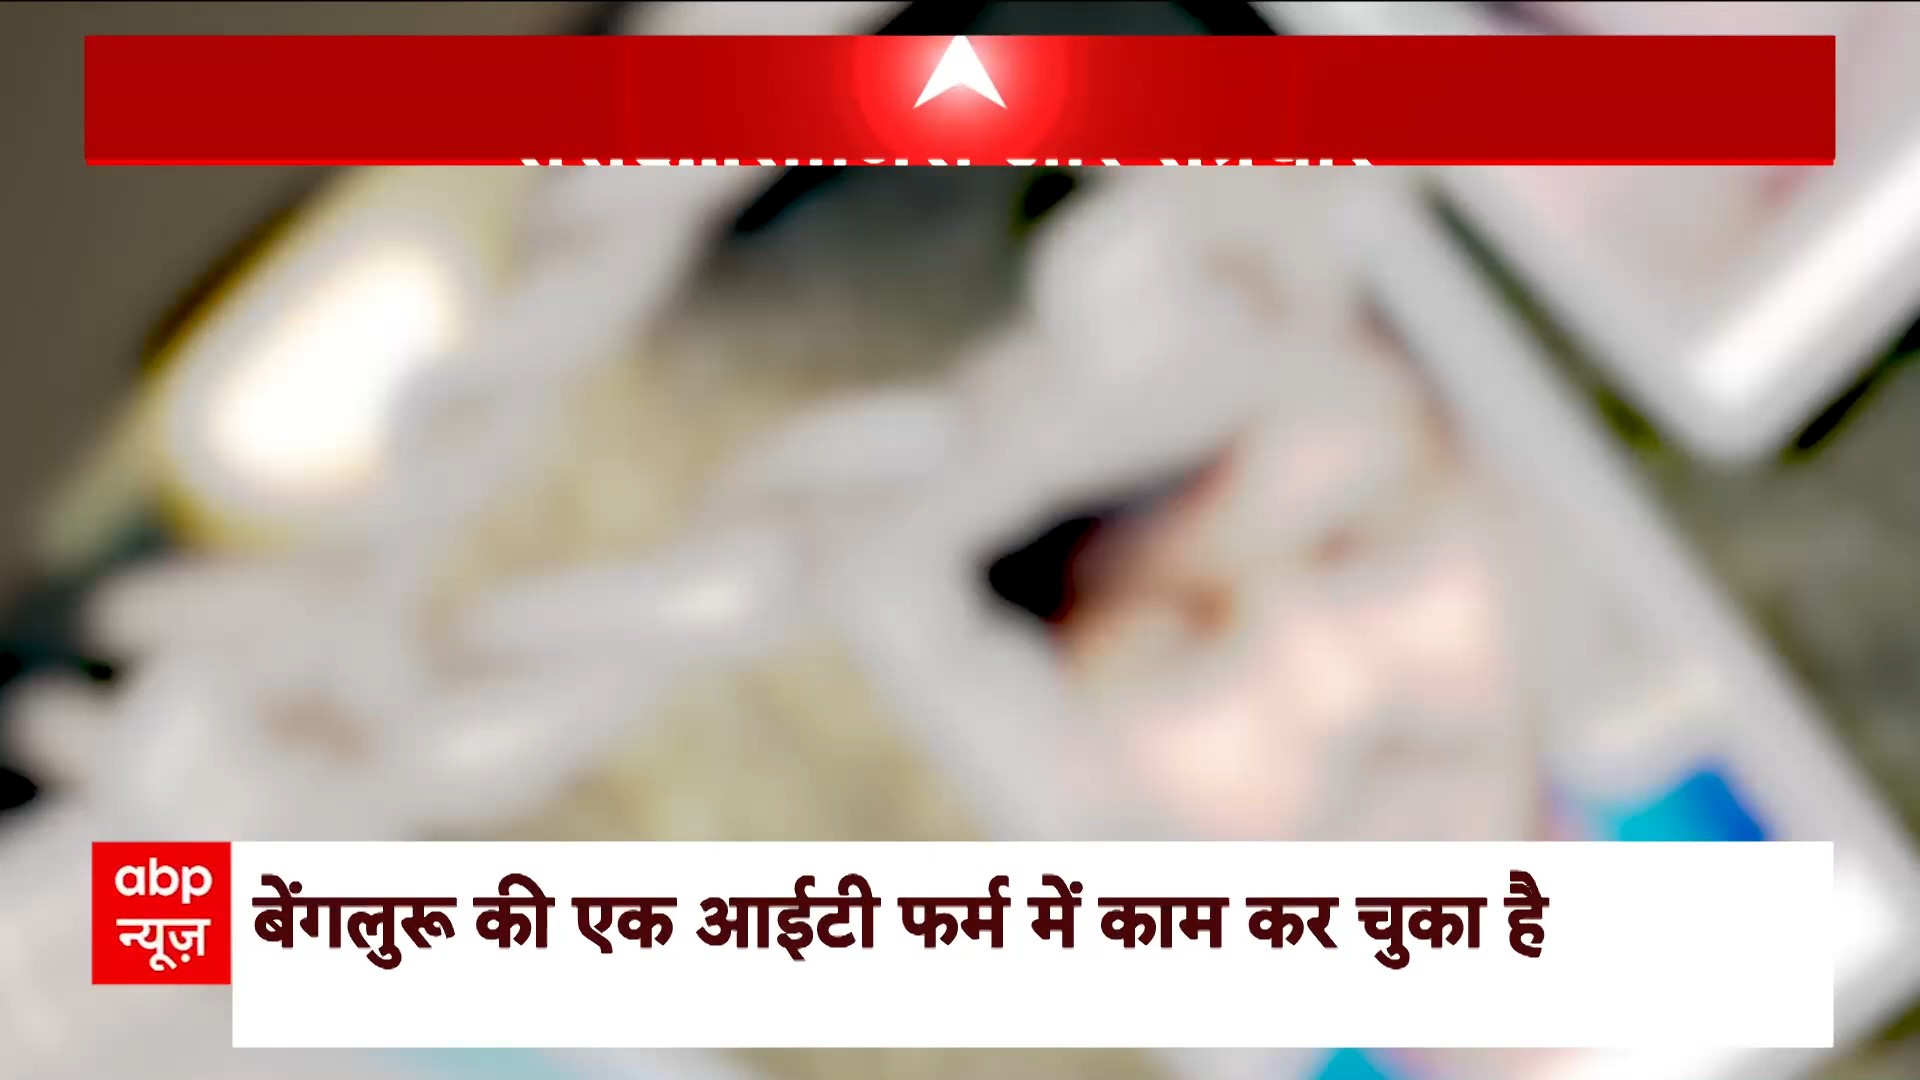 abp
न्यूज़
बेंगलुरू की एक आईटी फर्म में काम कर चुका है